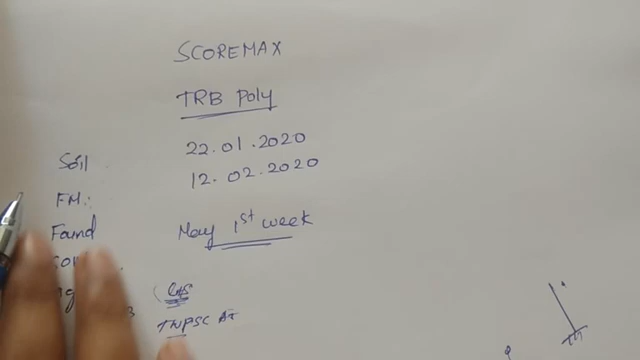 SCOREMAX
TRB Poly
22.01.2020
12.02.2020
May 1st week
Soil
FM.
Found
TNPSC AE